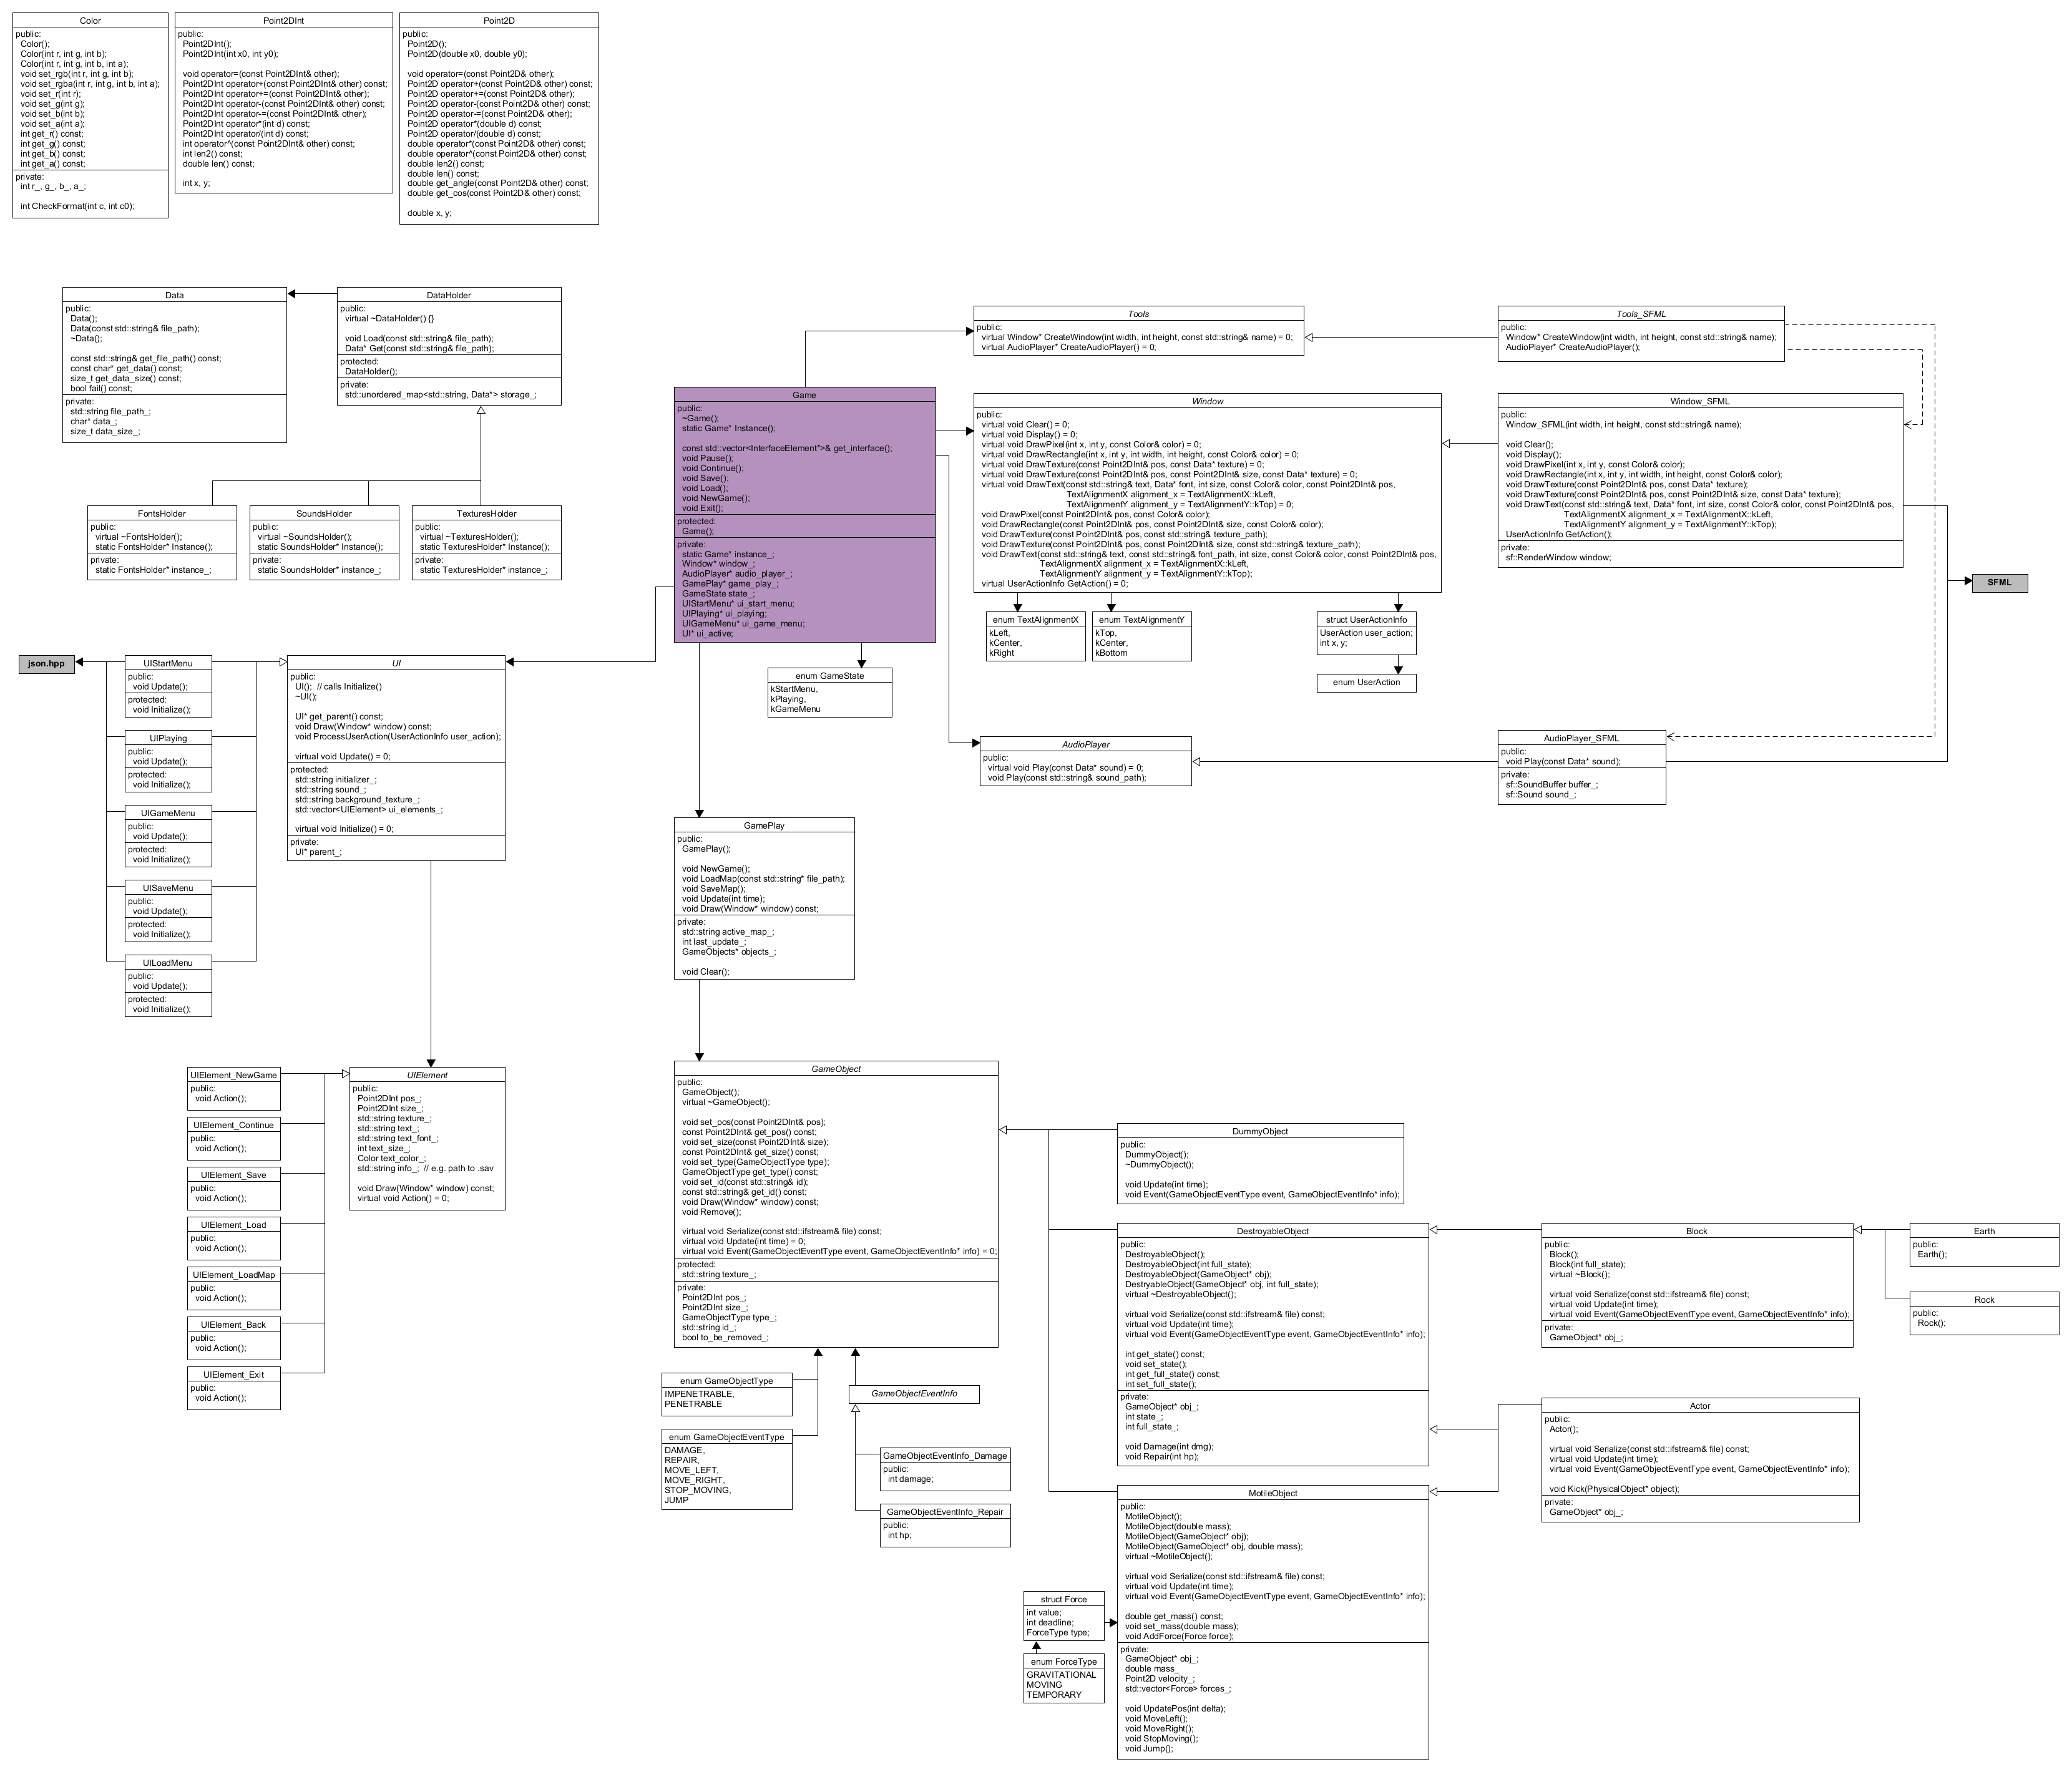 Color
public:
Color();
Color(int r, int g, int b);
Color(int r, int g, int b, int a);
void set_rgb(int r, int g, int b);
void set_rgba(int r, int g, int b, int a);
void set_r(int r);
void set_g(int g);
void set_b(int b);
void set_a(int a);
int get_r() const;
int get_g() const;
int get_b() const;
int get_a() const;
private:
int r_, g_, b_, a_;
int CheckFormat(int c, int c0);
Point2DInt
public:
Point2DInt();
Point2DInt(int x0, int y0);
void operator=(const Point2DInt& other);
Point2DInt operator+(const Point2DInt& other) const;
Point2DInt operator+=(const Point2DInt& other);
Point2DInt operator-(const Point2DInt& other) const;
Point2DInt operator-=(const Point2DInt& other);
Point2DInt operator*(int d) const;
Point2DInt operator/(int d) const;
int operator^(const Point2DInt& other) const;
int len2() const;
double len() const;
int x, y;
Point2D
public:
Point2D();
Point2D(double x0, double y0);
void operator=(const Point2D& other);
Point2D operator+(const Point2D& other) const;
Point2D operator+=(const Point2D& other);
Point2D operator-(const Point2D& other) const;
Point2D operator-=(const Point2D& other);
Point2D operator*(double d) const;
Point2D operator/(double d) const;
double operator*(const Point2D& other) const;
double operator^(const Point2D& other) const;
double len2() const;
double len() const;
double get_angle(const Point2D& other) const;
double get_cos(const Point2D& other) const;
double x, y;
Data
public:
Data();
Data(const std::string& file_path);
~Data();
const std::string& get_file_path() const;
const char* get_data() const;
size_t get_data_size() const;
bool fail() const;
private:
std::string file_path_;
char* data_;
size_t data_size_;
DataHolder
public:
virtual ~DataHolder() {}
void Load(const std::string& file_path);
Data* Get(const std::string& file_path);
protected:
DataHolder();
private:
std::unordered_map<std::string, Data*> storage_;
FontsHolder
public:
virtual ~FontsHolder();
static FontsHolder* Instance();
private:
static FontsHolder* instance_;
SoundsHolder
public:
virtual ~SoundsHolder();
static SoundsHolder* Instance();
private:
static SoundsHolder* instance_;
TexturesHolder
public:
virtual ~TexturesHolder();
static TexturesHolder* Instance();
private:
static TexturesHolder* instance_;
Game
public:
~Game();
static Game* Instance();
const std::vector<InterfaceElement*>& get_interface();
void Pause();
void Continue();
void Save();
void Load();
void NewGame();
void Exit();
protected:
Game();
private:
static Game* instance_;
Window* window_;
AudioPlayer* audio_player_;
GamePlay* game_play_;
GameState state_;
UIStartMenu* ui_start_menu;
UIPlaying* ui_playing;
UIGameMenu* ui_game_menu;
UI* ui_active;
Tools
public:
virtual Window* CreateWindow(int width, int height, const std::string& name) = 0;
virtual AudioPlayer* CreateAudioPlayer() = 0;
Tools_SFML
public:
Window* CreateWindow(int width, int height, const std::string& name);
AudioPlayer* CreateAudioPlayer();
Window
public:
virtual void Clear() = 0;
virtual void Display() = 0;
virtual void DrawPixel(int x, int y, const Color& color) = 0;
virtual void DrawRectangle(int x, int y, int width, int height, const Color& color) = 0;
virtual void DrawTexture(const Point2DInt& pos, const Data* texture) = 0;
virtual void DrawTexture(const Point2DInt& pos, const Point2DInt& size, const Data* texture) = 0;
virtual void DrawText(const std::string& text, Data* font, int size, const Color& color, const Point2DInt& pos,
TextAlignmentX alignment_x = TextAlignmentX::kLeft,
TextAlignmentY alignment_y = TextAlignmentY::kTop) = 0;
void DrawPixel(const Point2DInt& pos, const Color& color);
void DrawRectangle(const Point2DInt& pos, const Point2DInt& size, const Color& color);
void DrawTexture(const Point2DInt& pos, const std::string& texture_path);
void DrawTexture(const Point2DInt& pos, const Point2DInt& size, const std::string& texture_path);
void DrawText(const std::string& text, const std::string& font_path, int size, const Color& color, const Point2DInt& pos,
TextAlignmentX alignment_x = TextAlignmentX::kLeft,
TextAlignmentY alignment_y = TextAlignmentY::kTop);
virtual UserActionInfo GetAction() = 0;
Window_SFML
public:
Window_SFML(int width, int height, const std::string& name);
void Clear();
void Display();
void DrawPixel(int x, int y, const Color& color);
void DrawRectangle(int x, int y, int width, int height, const Color& color);
void DrawTexture(const Point2DInt& pos, const Data* texture);
void DrawTexture(const Point2DInt& pos, const Point2DInt& size, const Data* texture);
void DrawText(const std::string& text, Data* font, int size, const Color& color, const Point2DInt& pos,
TextAlignmentX alignment_x = TextAlignmentX::kLeft,
TextAlignmentY alignment_y = TextAlignmentY::kTop);
UserActionInfo GetAction();
private:
sf::RenderWindow window;
SFML
enum TextAlignmentX
kLeft,
kCenter,
kRight
enum TextAlignmentY
kTop,
kCenter,
kBottom
struct UserActionInfo
UserAction user_action;
int x, y;
enum UserAction
enum GameState
kStartMenu,
kPlaying,
kGameMenu
AudioPlayer
public:
virtual void Play(const Data* sound) = 0;
void Play(const std::string& sound_path);
AudioPlayer_SFML
public:
void Play(const Data* sound);
private:
sf::SoundBuffer buffer_;
sf::Sound sound_;
json.hpp
UIStartMenu
public:
void Update();
protected:
void Initialize();
UIPlaying
public:
void Update();
protected:
void Initialize();
UIGameMenu
public:
void Update();
protected:
void Initialize();
UISaveMenu
public:
void Update();
protected:
void Initialize();
UILoadMenu
public:
void Update();
protected:
void Initialize();
UI
public:
UI(); // calls Initialize()
~UI();
UI* get_parent() const;
void Draw(Window* window) const;
void ProcessUserAction(UserActionInfo user_action);
virtual void Update() = 0;
protected:
std::string initializer_;
std::string sound_;
std::string background_texture_;
std::vector<UIElement> ui_elements_;
virtual void Initialize() = 0;
private:
UI* parent_;
GamePlay
public:
GamePlay();
void NewGame();
void LoadMap(const std::string* file_path);
void SaveMap();
void Update(int time);
void Draw(Window* window) const;
private:
std::string active_map_;
int last_update_;
GameObjects* objects_;
void Clear();
UIElement_NewGame
public:
void Action();
UIElement_Continue
public:
void Action();
UIElement_Save
public:
void Action();
UIElement_Load
public:
void Action();
UIElement_LoadMap
public:
void Action();
UIElement_Back
public:
void Action();
UIElement_Exit
public:
void Action();
UIElement
public:
Point2DInt pos_;
Point2DInt size_;
std::string texture_;
std::string text_;
std::string text_font_;
int text_size_;
Color text_color_;
std::string info_; // e.g. path to .sav
void Draw(Window* window) const;
virtual void Action() = 0;
GameObject
public:
GameObject();
virtual ~GameObject();
void set_pos(const Point2DInt& pos);
const Point2DInt& get_pos() const;
void set_size(const Point2DInt& size);
const Point2DInt& get_size() const;
void set_type(GameObjectType type);
GameObjectType get_type() const;
void set_id(const std::string& id);
const std::string& get_id() const;
void Draw(Window* window) const;
void Remove();
virtual void Serialize(const std::ifstream& file) const;
virtual void Update(int time) = 0;
virtual void Event(GameObjectEventType event, GameObjectEventInfo* info) = 0;
protected:
std::string texture_;
private:
Point2DInt pos_;
Point2DInt size_;
GameObjectType type_;
std::string id_;
bool to_be_removed_;
enum GameObjectType
IMPENETRABLE,
PENETRABLE
enum GameObjectEventType
DAMAGE,
REPAIR,
MOVE_LEFT,
MOVE_RIGHT,
STOP_MOVING,
JUMP
GameObjectEventInfo
GameObjectEventInfo_Damage
public:
int damage;
GameObjectEventInfo_Repair
public:
int hp;
DummyObject
public:
DummyObject();
~DummyObject();
void Update(int time);
void Event(GameObjectEventType event, GameObjectEventInfo* info);
DestroyableObject
public:
DestroyableObject();
DestroyableObject(int full_state);
DestroyableObject(GameObject* obj);
DestryableObject(GameObject* obj, int full_state);
virtual ~DestroyableObject();
virtual void Serialize(const std::ifstream& file) const;
virtual void Update(int time);
virtual void Event(GameObjectEventType event, GameObjectEventInfo* info);
int get_state() const;
void set_state();
int get_full_state() const;
int set_full_state();
private:
GameObject* obj_;
int state_;
int full_state_;
void Damage(int dmg);
void Repair(int hp);
Block
public:
Block();
Block(int full_state);
virtual ~Block();
virtual void Serialize(const std::ifstream& file) const;
virtual void Update(int time);
virtual void Event(GameObjectEventType event, GameObjectEventInfo* info);
private:
GameObject* obj_;
Earth
public:
Earth();
Rock
public:
Rock();
Actor
public:
Actor();
virtual void Serialize(const std::ifstream& file) const;
virtual void Update(int time);
virtual void Event(GameObjectEventType event, GameObjectEventInfo* info);
void Kick(PhysicalObject* object);
private:
GameObject* obj_;
MotileObject
public:
MotileObject();
MotileObject(double mass);
MotileObject(GameObject* obj);
MotileObject(GameObject* obj, double mass);
virtual ~MotileObject();
virtual void Serialize(const std::ifstream& file) const;
virtual void Update(int time);
virtual void Event(GameObjectEventType event, GameObjectEventInfo* info);
double get_mass() const;
void set_mass(double mass);
void AddForce(Force force);
private:
GameObject* obj_;
double mass_
Point2D velocity_;
std::vector<Force> forces_;
void UpdatePos(int delta);
void MoveLeft();
void MoveRight();
void StopMoving();
void Jump();
struct Force
int value;
int deadline;
ForceType type;
enum ForceType
GRAVITATIONAL
MOVING
TEMPORARY